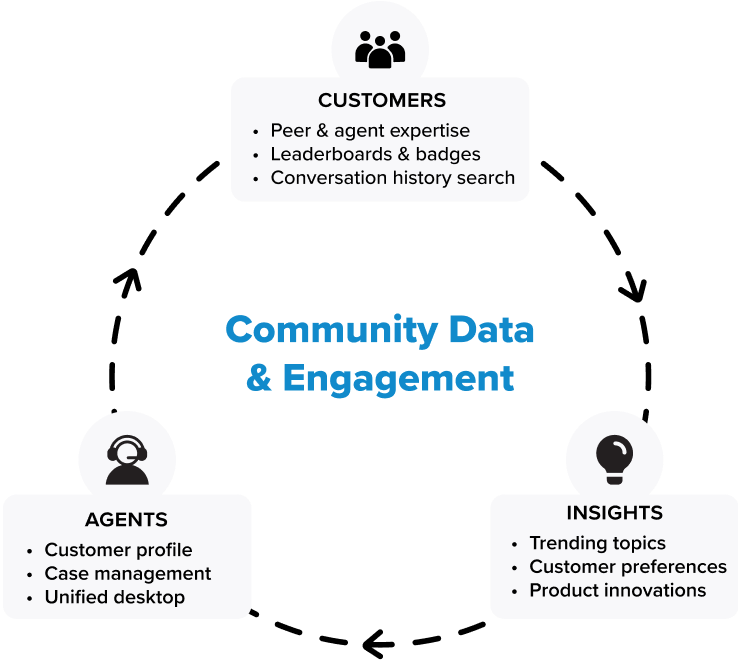 CUSTOMERS
• Peer & agent expertise
• Leaderboards & badges
• Conversation history search
Community Data
& Engagement
AGENTS
• Customer profile
• Case management
• Unified desktop
INSIGHTS
• Trending topics
• Customer preferences
• Product innovations